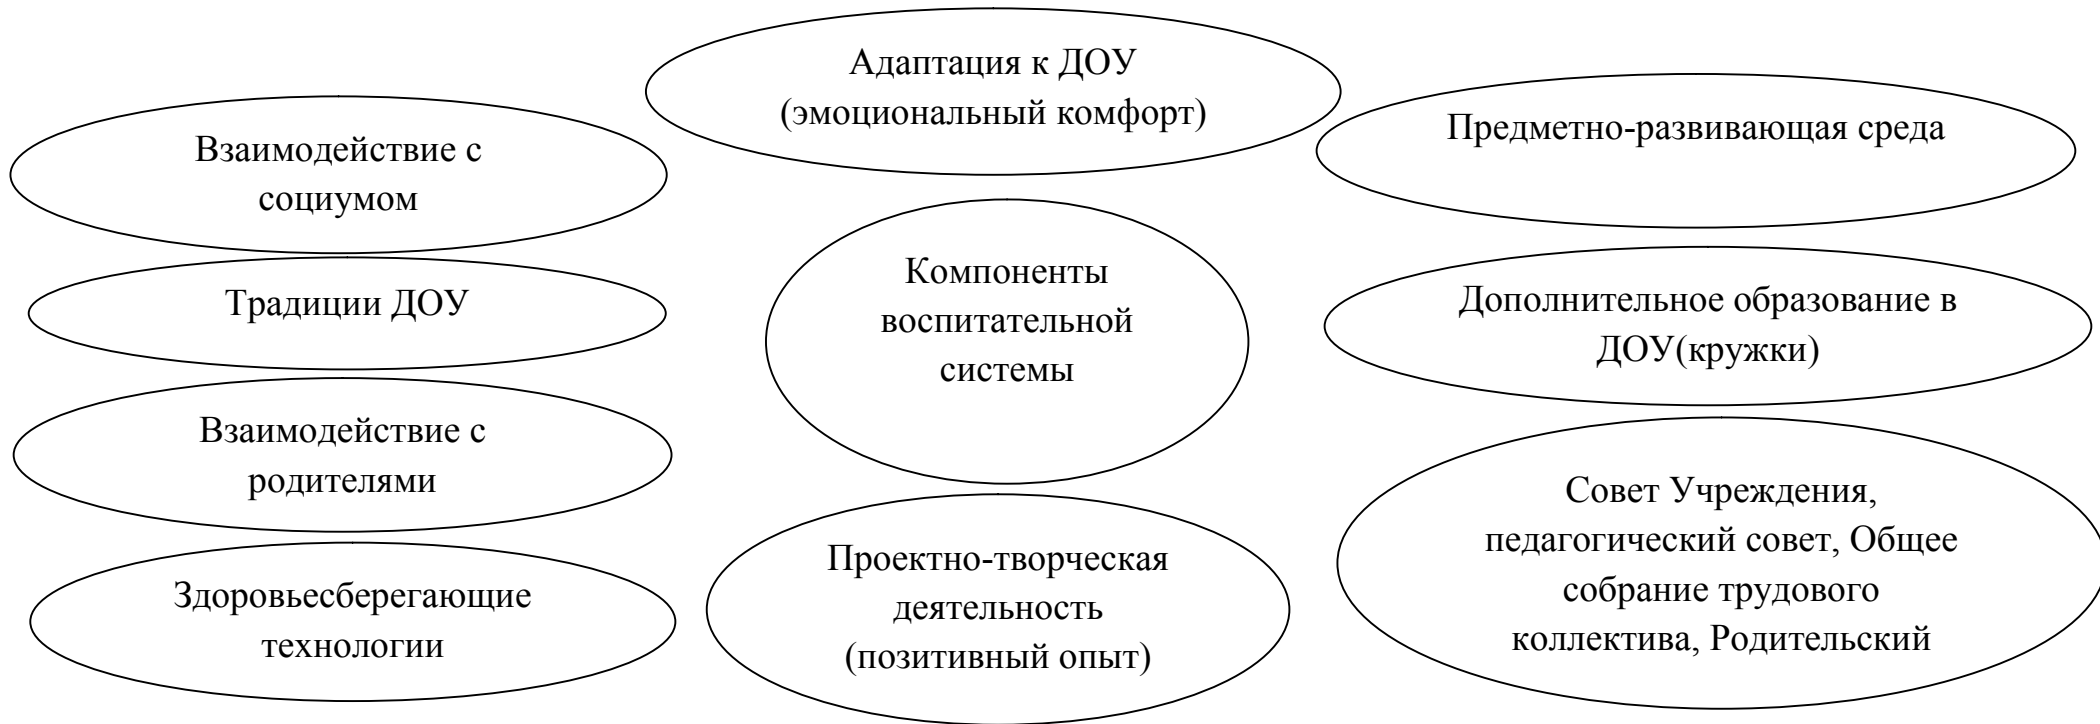 Адаптация к ДОУ
(эмоциональный комфорт)
Взаимодействие с
социумом
Предметно-развивающая среда
Традиции ДОУ
Компоненты
воспитательной
системы
Дополнительное образование в
ДОУ(кружки)
Взаимодействие с
родителями
Здоровьесберегающие
технологии
Проектно-творческая
деятельность
(позитивный опыт)
Совет Учреждения,
педагогический совет, Общее
собрание трудового
коллектива, Родительский